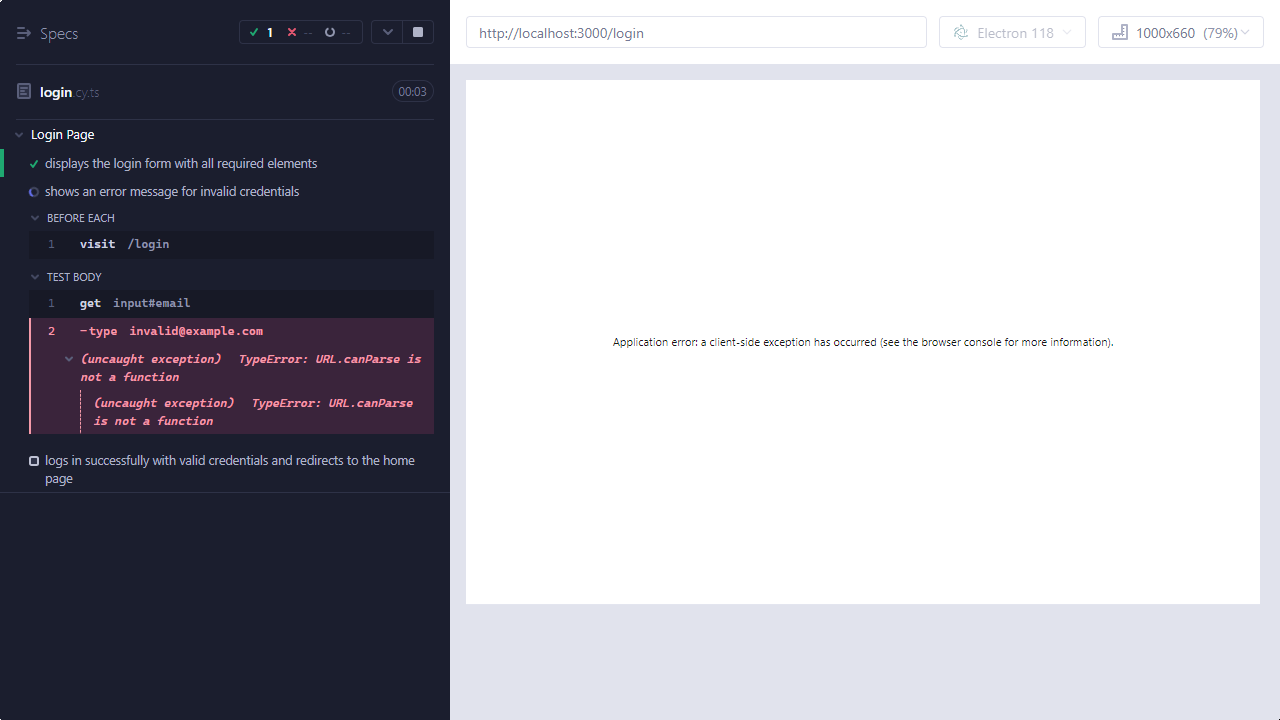 Specs
1 -- --
login.cy.ts
00:03
Login Page
displays the login form with all required elements
shows an error message for invalid credentials
BEFORE EACH
1 visit /login
TEST BODY
1 get input#email
2 -type invalid@example.com
(uncaught exception) TypeError: URL.canParse is
not a function
(uncaught exception) TypeError: URL.canParse
is not a function
logs in successfully with valid credentials and redirects to the home
page
http://localhost:3000/login
Electron 118
1000x660 (79%)
Application error: a client-side exception has occurred (see the browser console for more information).